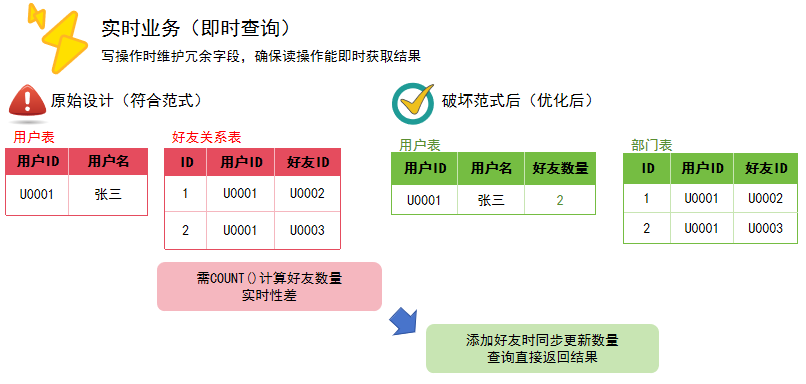 实时业务（即时查询）
写操作时维护冗余字段，确保读操作能即时获取结果
原始设计（符合范式）
用户表
用户ID 用户名
U0001 张三
好友关系表
ID 用户ID 好友ID
1 U0001 U0002
2 U0001 U0003
需COUNT()计算好友数量
实时性差
破坏范式后（优化后）
用户表
用户ID 用户名 好友数量
U0001 张三 2
部门表
ID 用户ID 好友ID
1 U0001 U0002
2 U0001 U0003
添加好友时同步更新数量
查询直接返回结果